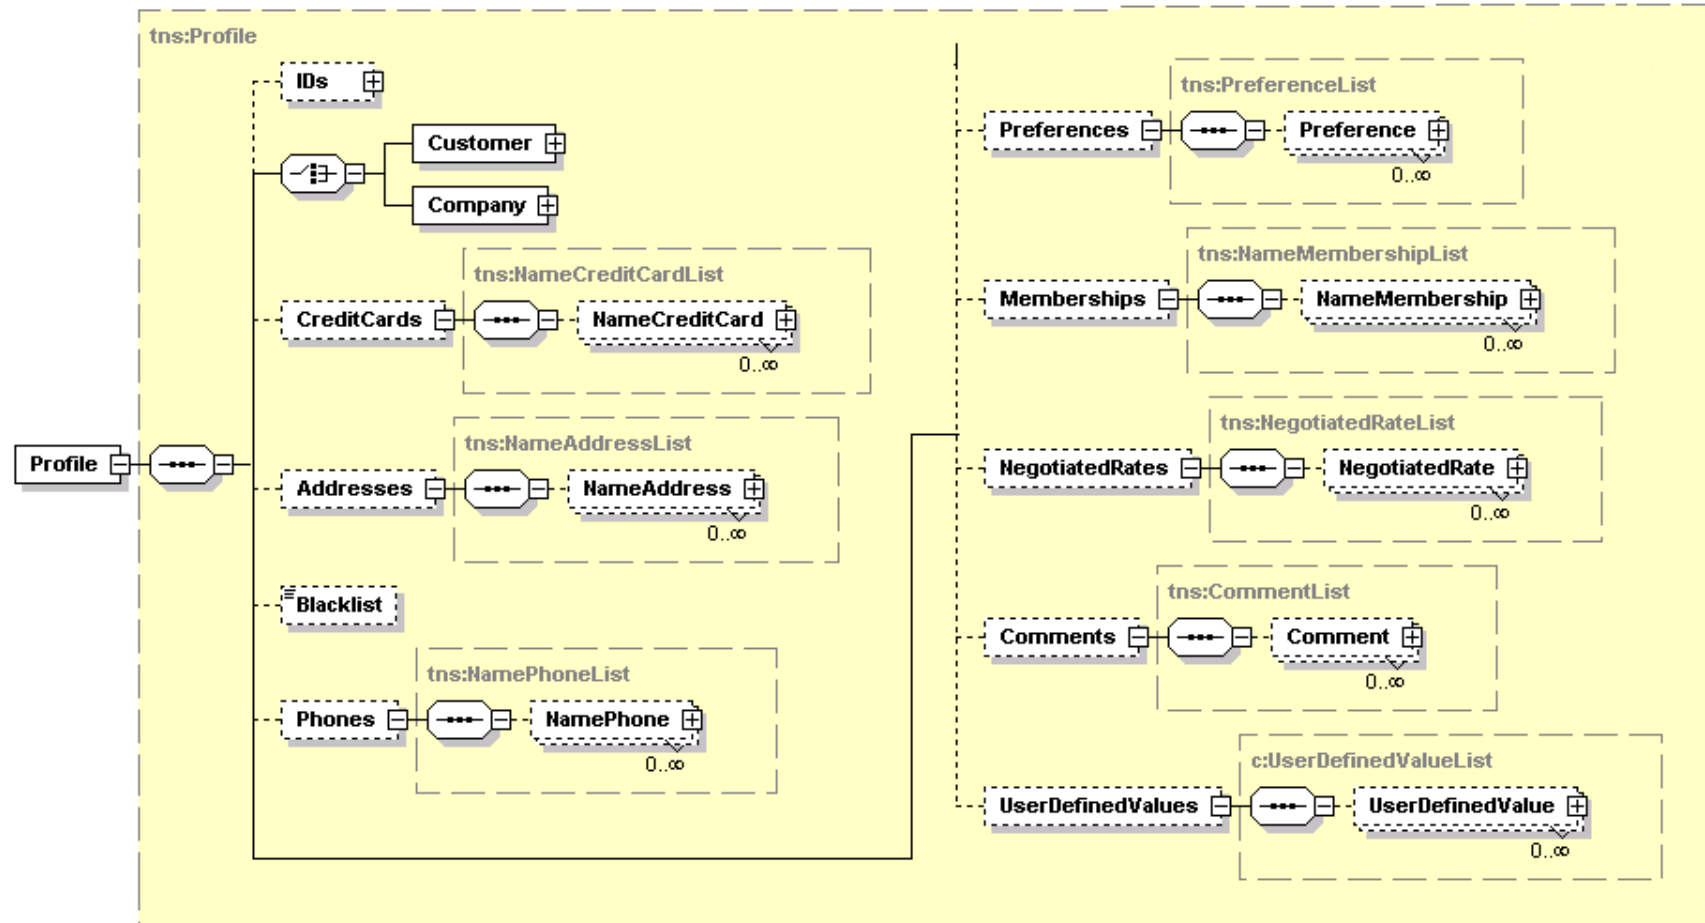 tns:Profile
IDs
Customer
Company
tns:NameCreditCardList
CreditCards
NameCreditCard
0..∞
tns:NameAddressList
Profile
Addresses
NameAddress
0..∞
Blacklist
tns:NamePhoneList
Phones
NamePhone
0..∞
tns:PreferenceList
Preferences
Preference
0..∞
tns:NameMembershipList
Memberships
NameMembership
0..∞
tns:NegotiatedRateList
NegotiatedRates
NegotiatedRate
0..∞
tns:CommentList
Comments
Comment
0..∞
c:UserDefinedValueList
UserDefinedValues
UserDefinedValue
0..∞